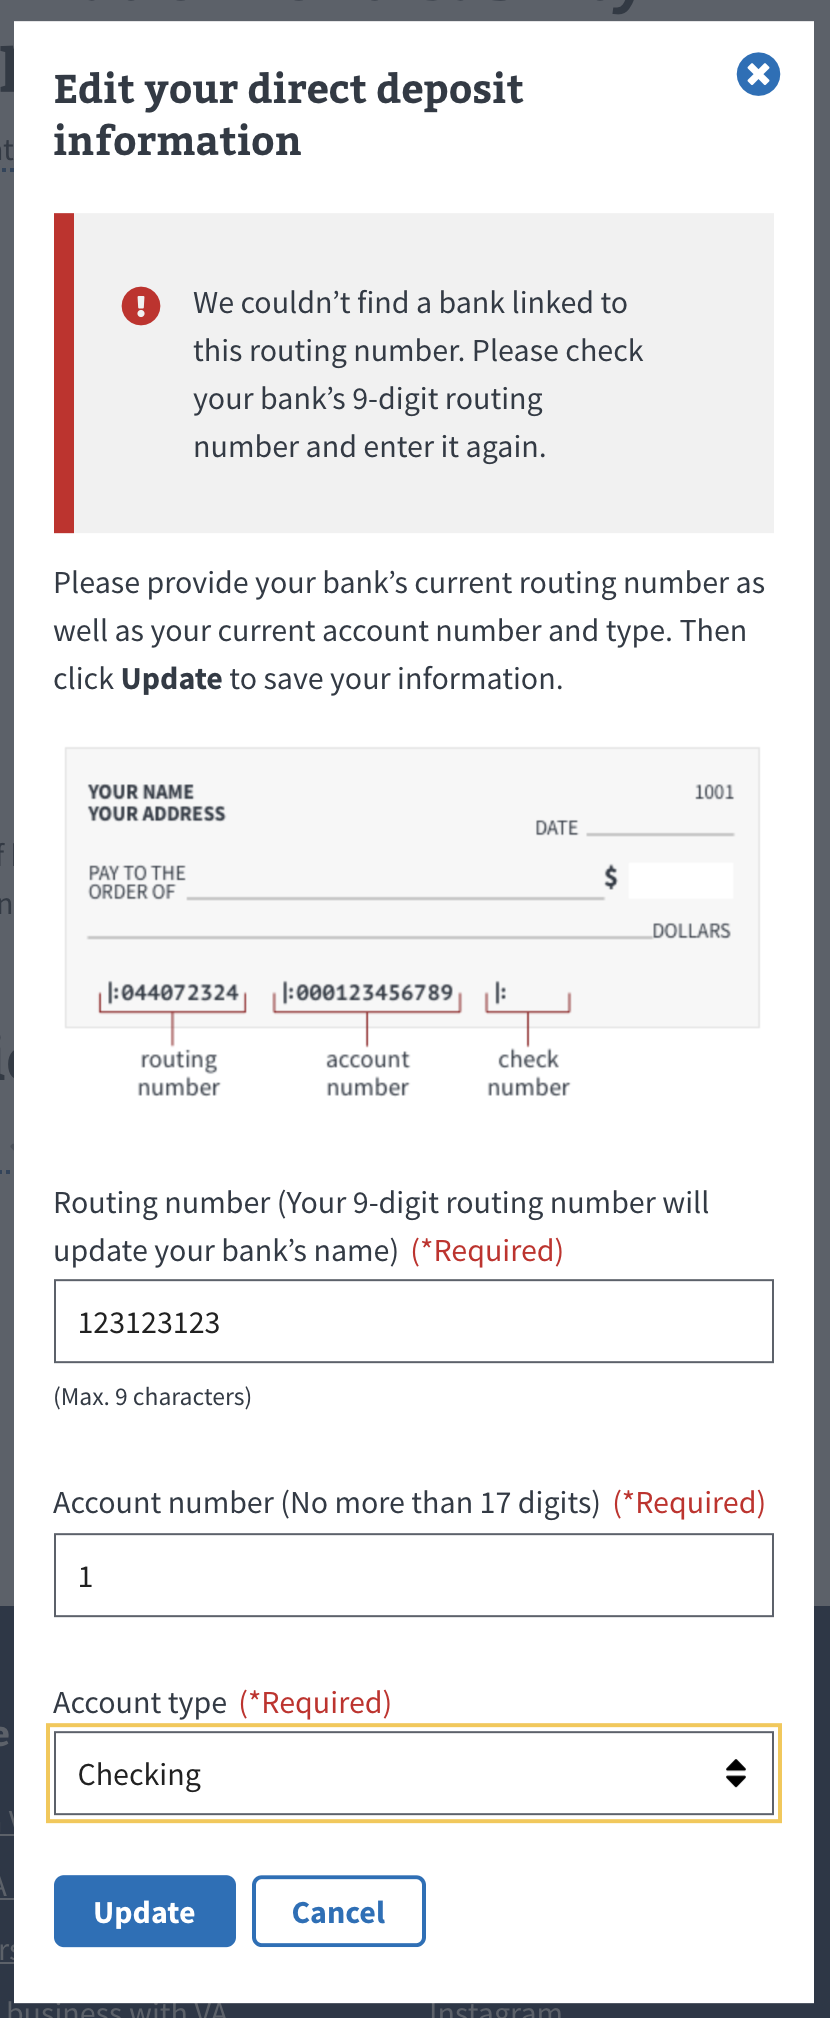 Edit your direct deposit
information
We couldn’t find a bank linked to
this routing number. Please check
your bank’s 9-digit routing
number and enter it again.
Please provide your bank’s current routing number as
well as your current account number and type. Then
click Update to save your information.
YOUR NAME
YOUR ADDRESS
1001
DATE
PAY TO THE
ORDER OF
$
DOLLARS
|:044072324 |:000123456789 |:
routing
number
account
number
check
number
Routing number (Your 9-digit routing number will
update your bank’s name) (*Required)
123123123
(Max. 9 characters)
Account number (No more than 17 digits) (*Required)
1
Account type (*Required)
Checking
Update Cancel
business with VA Instagram